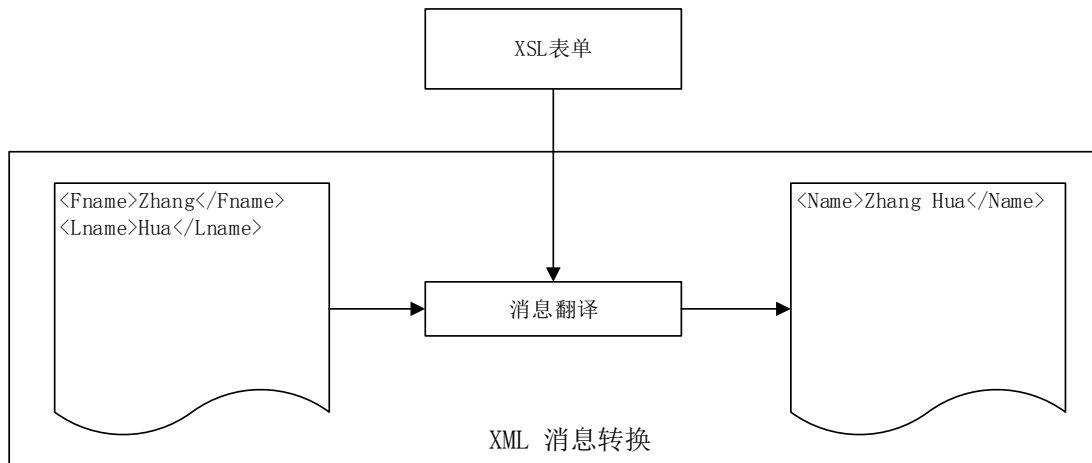 XSL表单
<Fname>Zhang</Fname>
<Lname>Hua</Lname>
消息翻译
<Name>Zhang Hua</Name>
XML 消息转换